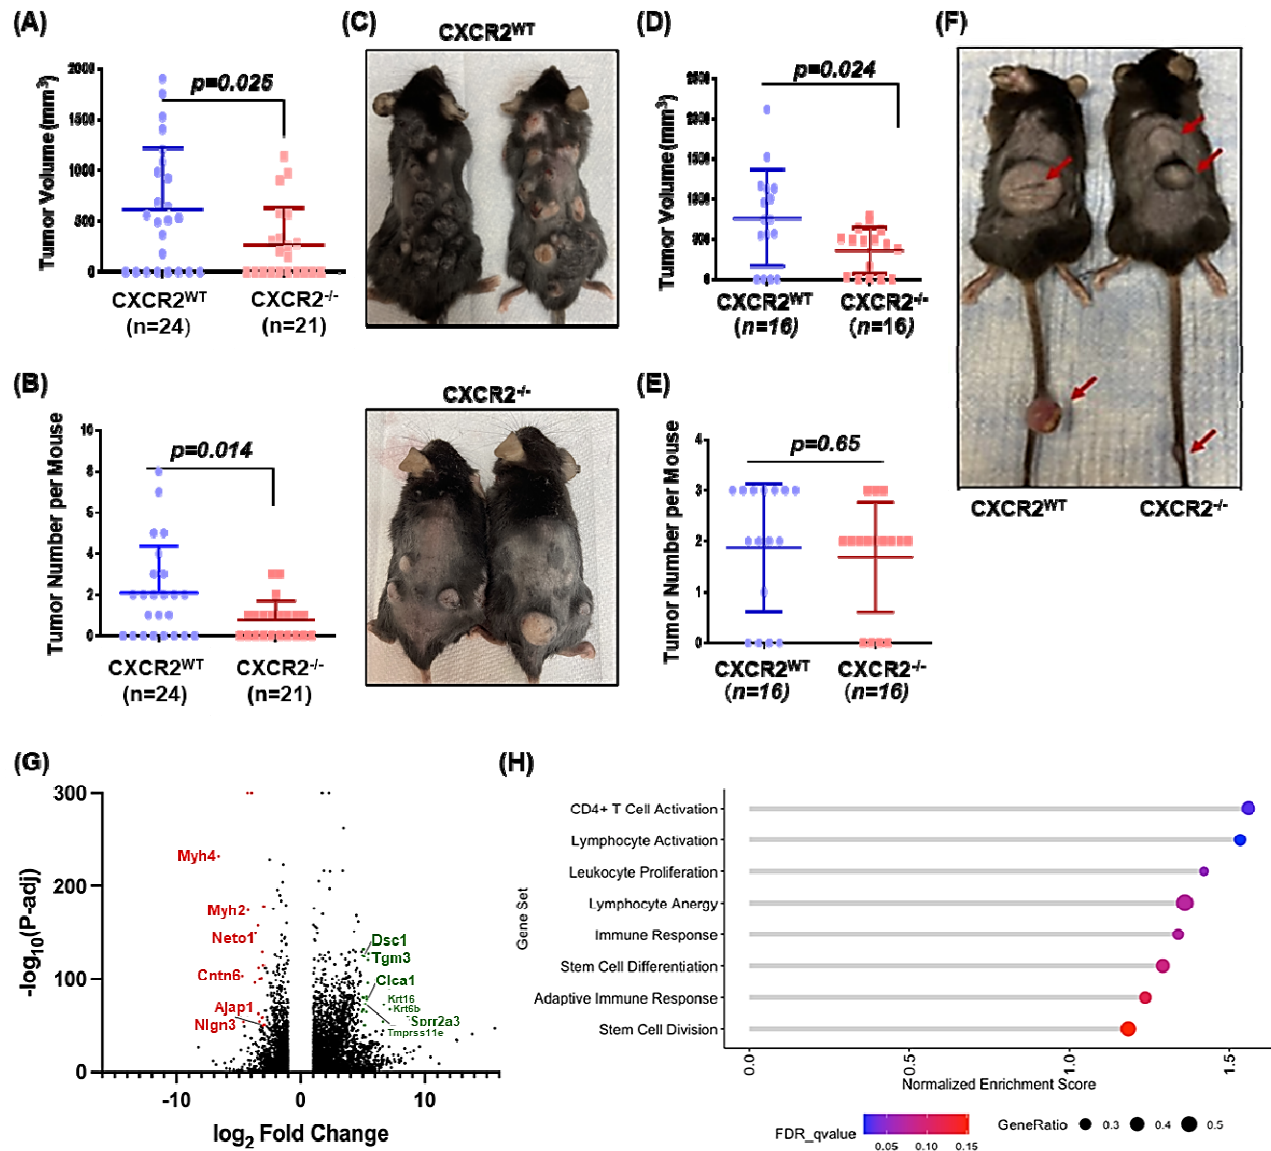 (A)
Tumor Volume (mm³)
2000
1500
1000
500
0
p=0.025
CXCR2ᵂᵀ
(n=24)
CXCR2⁻/⁻
(n=21)
(C)
CXCR2ᵂᵀ
CXCR2⁻/⁻
(D)
Tumor Volume (mm³)
p=0.024
CXCR2ᵂᵀ
(n=16)
CXCR2⁻/⁻
(n=16)
(F)
CXCR2ᵂᵀ
CXCR2⁻/⁻
(B)
Tumor Number per Mouse
10
8
6
4
2
0
p=0.014
CXCR2ᵂᵀ
(n=24)
CXCR2⁻/⁻
(n=21)
(E)
Tumor Number per Mouse
4
3
2
1
0
p=0.65
CXCR2ᵂᵀ
(n=16)
CXCR2⁻/⁻
(n=16)
(G)
-log₁₀(P-adj)
300
200
100
0
Myh4
Myh2
Neto1
Cntn6
Ajap1
Nlgn3
Dsc1
Tgm3
Clca1
Krt16
Krt6b
Sprr2a3
Tmprss11e
-10
0
10
log₂ Fold Change
(H)
Gene Set
CD4+ T Cell Activation
Lymphocyte Activation
Leukocyte Proliferation
Lymphocyte Anergy
Immune Response
Stem Cell Differentiation
Adaptive Immune Response
Stem Cell Division
0.0
0.5
1.0
1.5
Normalized Enrichment Score
FDR_qvalue
0.05
0.10
0.15
GeneRatio
0.3
0.4
0.5